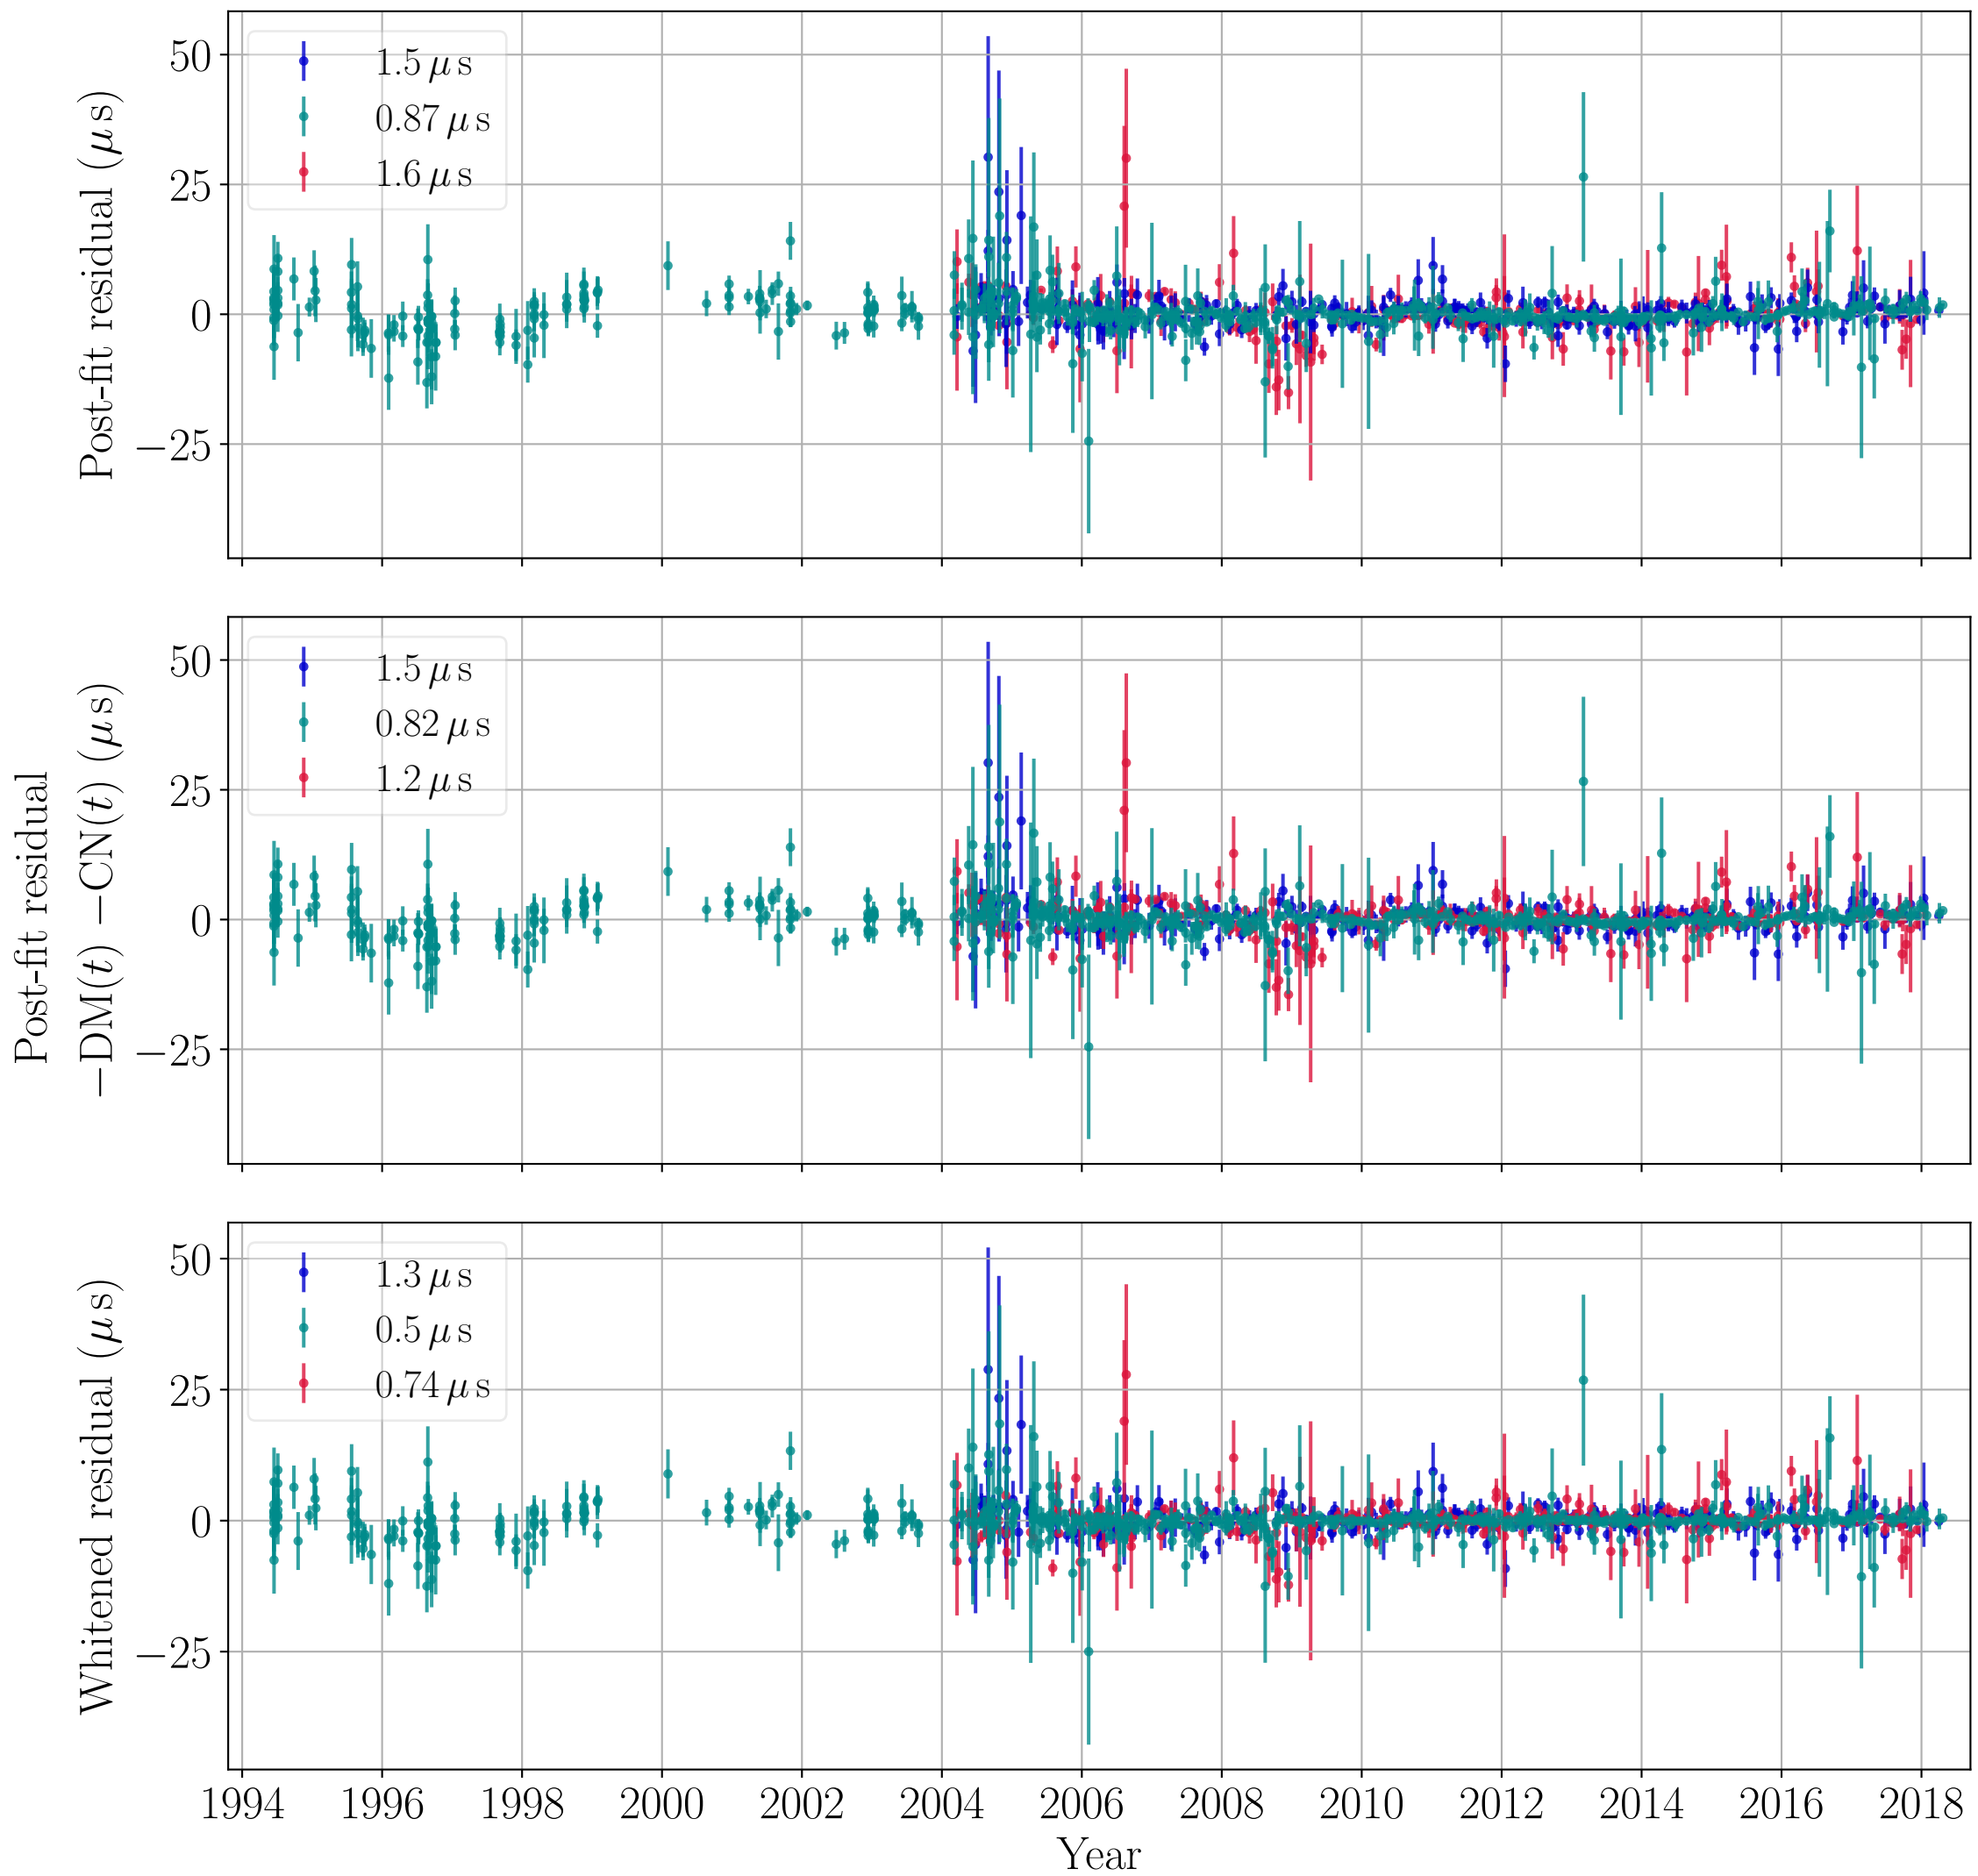 Post-fit residual (μs)
50
25
0
−25
1.5 μs
0.87 μs
1.6 μs
Post-fit residual
−DM(t) −CN(t) (μs)
50
25
0
−25
1.5 μs
0.82 μs
1.2 μs
Whitened residual (μs)
50
25
0
−25
1.3 μs
0.5 μs
0.74 μs
1994 1996 1998 2000 2002 2004 2006 2008 2010 2012 2014 2016 2018
Year